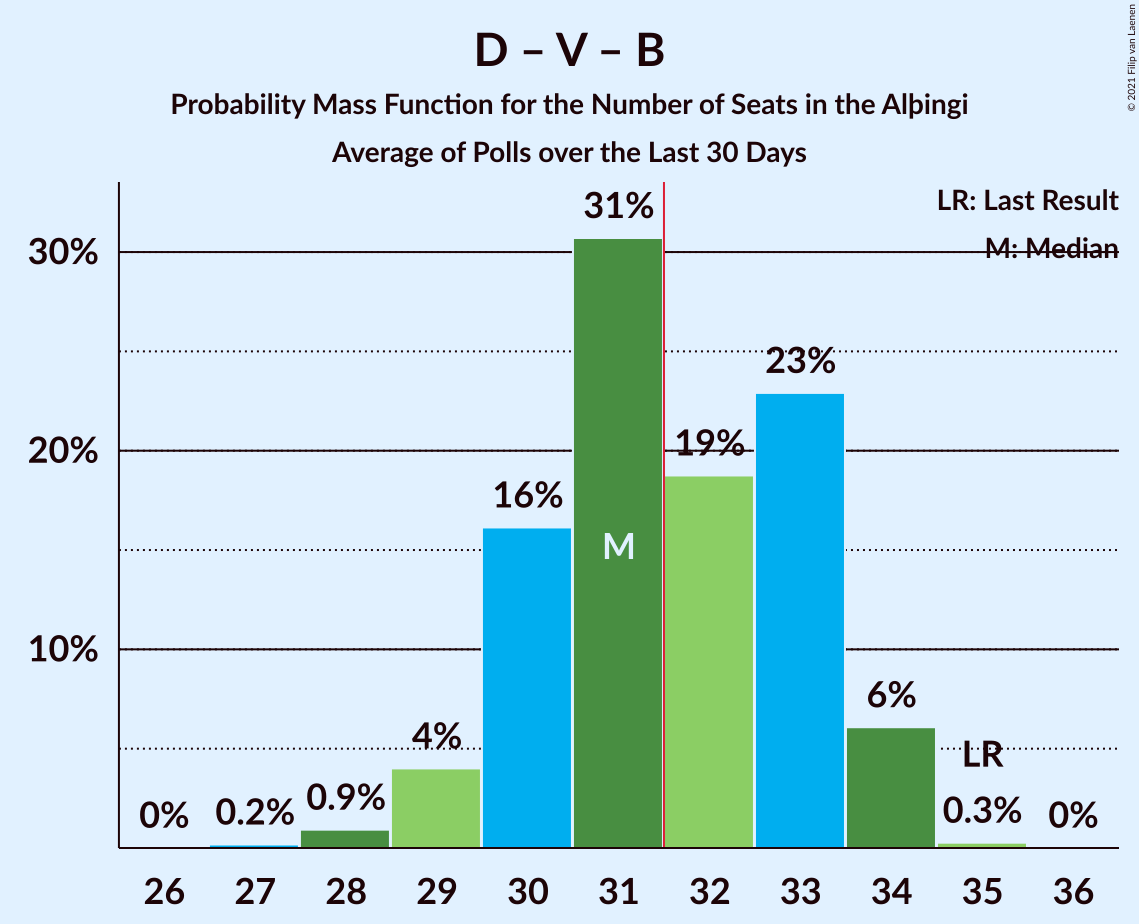 D – V – B
Probability Mass Function for the Number of Seats in the Alþingi
Average of Polls over the Last 30 Days
© 2021 Filip van Laenen
LR: Last Result
M: Median
30%
20%
10%
0%
0.2%
0.9%
4%
16%
31%
M
19%
23%
6%
LR
0.3%
0%
26 27 28 29 30 31 32 33 34 35 36